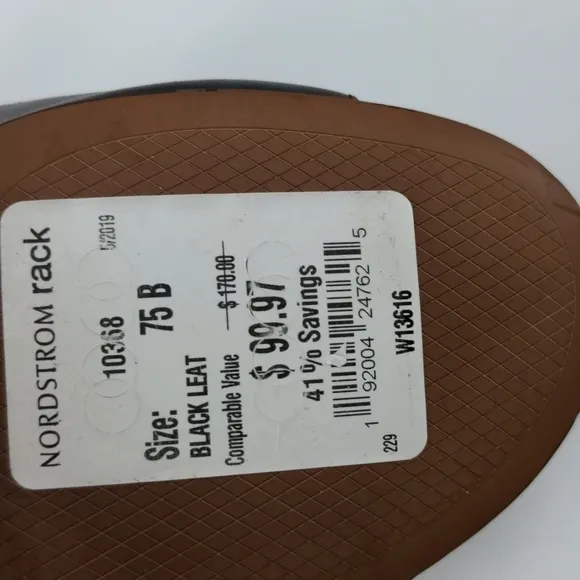 NORDSTROM rack
10368 5/2019
Size: 75 B
BLACK LEAT
Comparable Value $170.00
$ 99.97
41% Savings
1 92004 24762 5
229 W13616